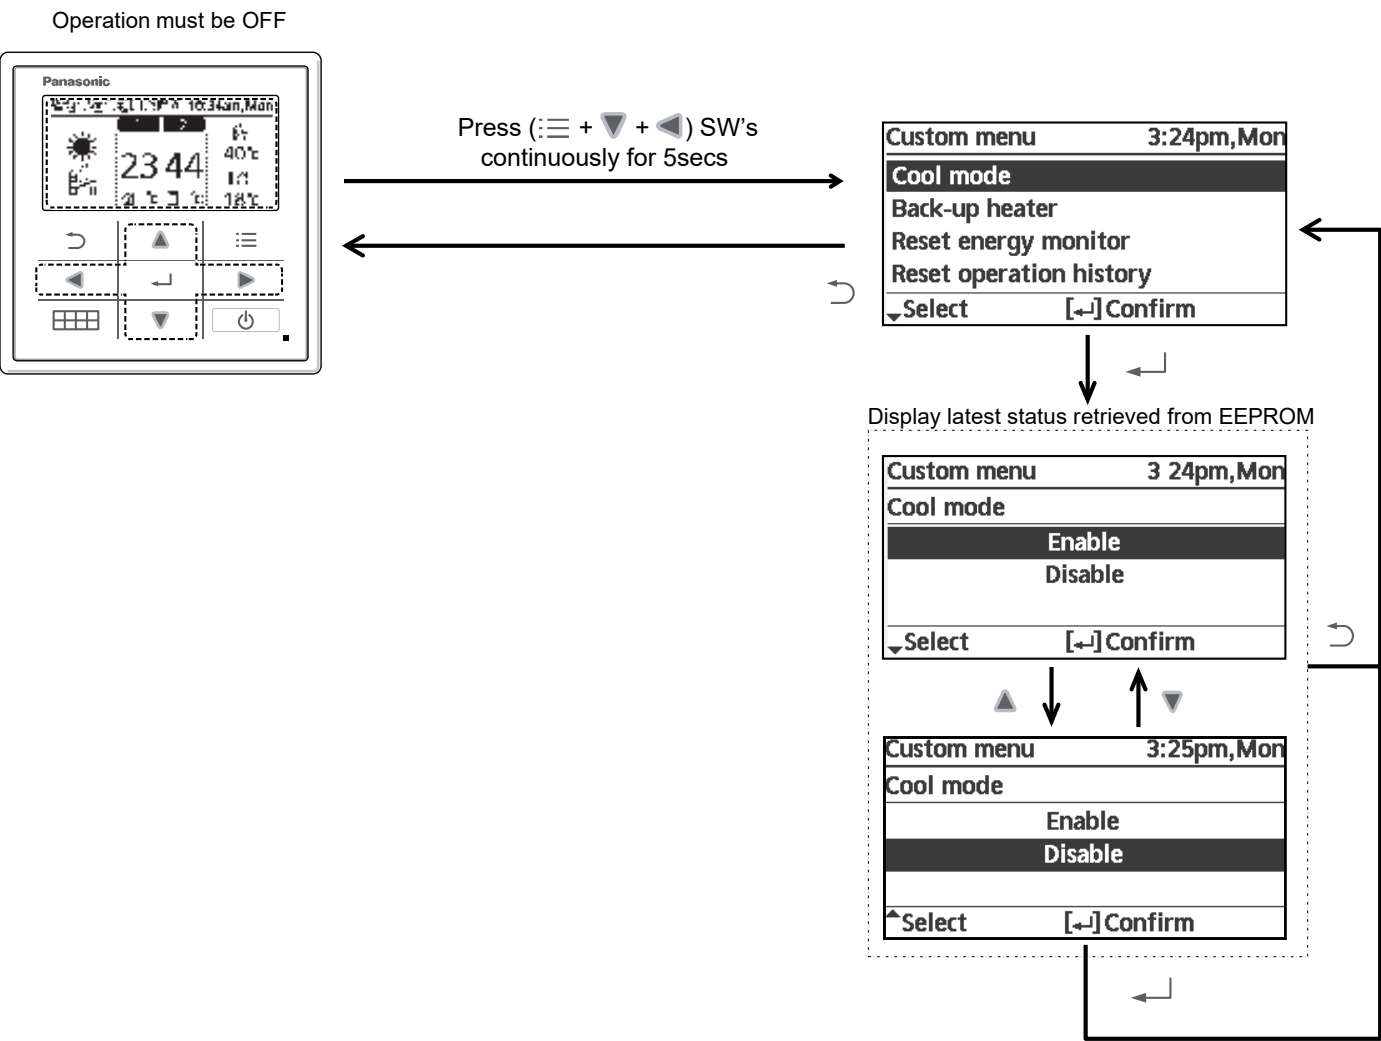 Operation must be OFF
Panasonic
10:34am,Mon
23 44
40℃
18℃
Press ( + ▼ + ◀ ) SW's
continuously for 5secs
Custom menu 3:24pm,Mon
Cool mode
Back-up heater
Reset energy monitor
Reset operation history
Select [↵] Confirm
Display latest status retrieved from EEPROM
Custom menu 3 24pm,Mon
Cool mode
Enable
Disable
Select [↵] Confirm
Custom menu 3:25pm,Mon
Cool mode
Enable
Disable
Select [↵] Confirm